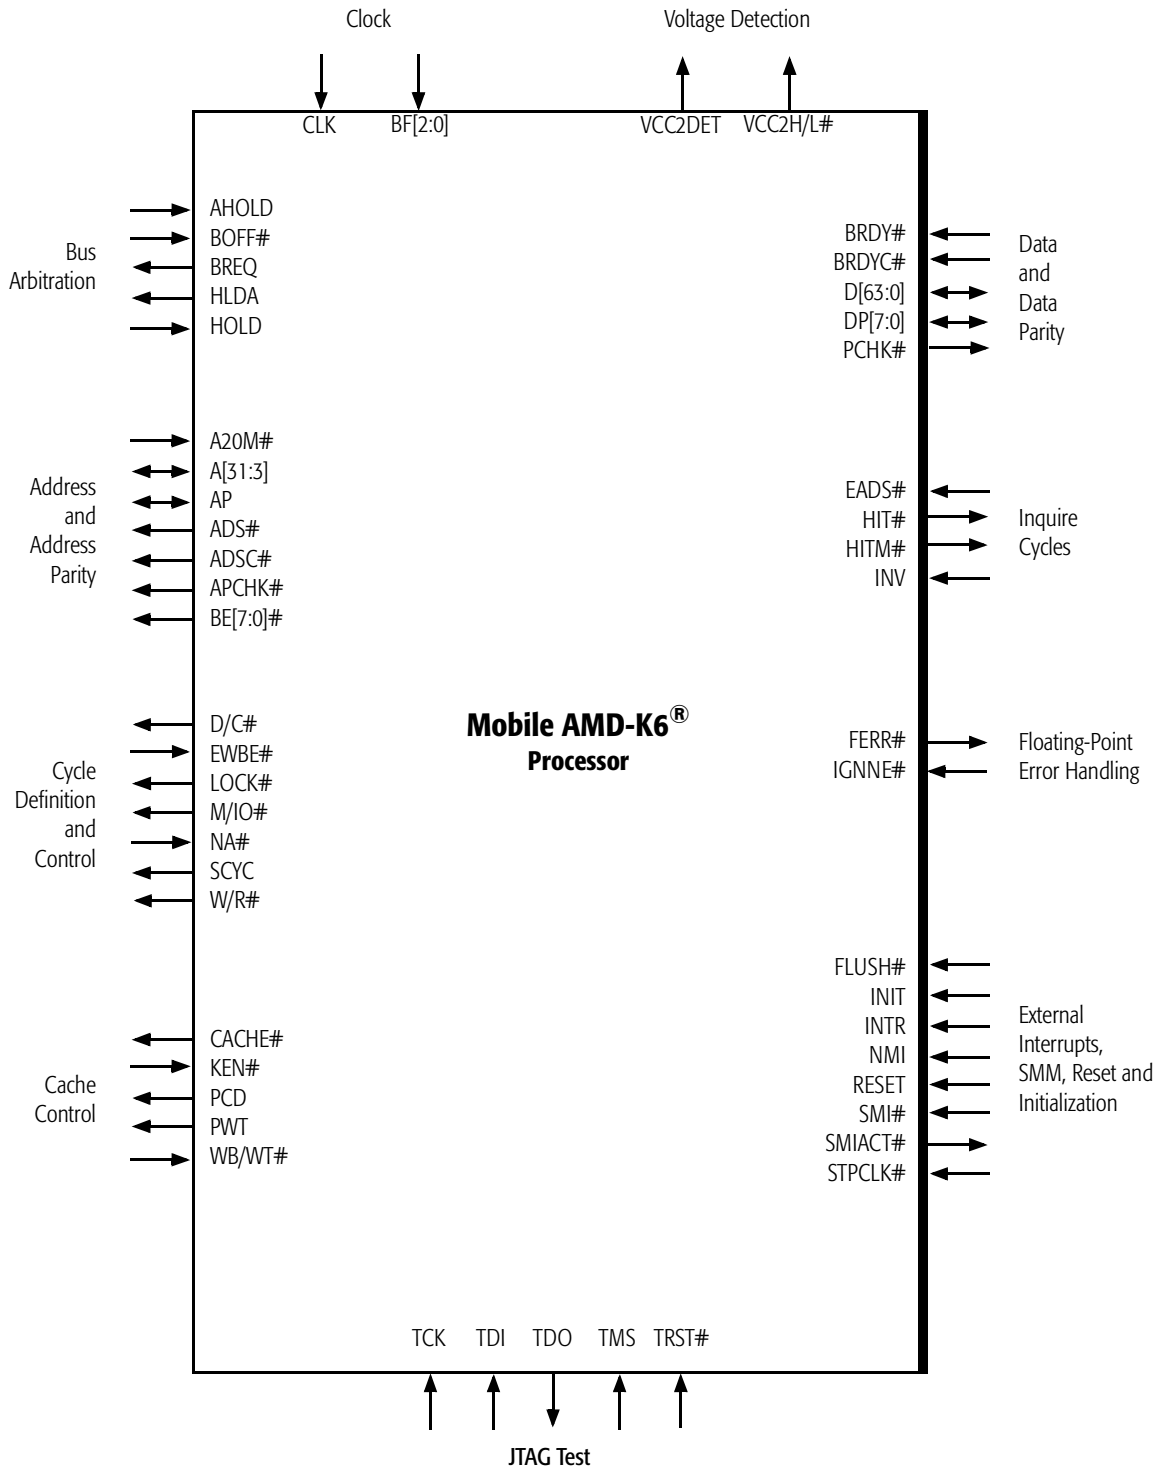 Clock
Voltage Detection
CLK
BF[2:0]
VCC2DET
VCC2H/L#
Bus
Arbitration
AHOLD
BOFF#
BREQ
HLDA
HOLD
BRDY#
BRDYC#
D[63:0]
DP[7:0]
PCHK#
Data
and
Data
Parity
Address
and
Address
Parity
A20M#
A[31:3]
AP
ADS#
ADSC#
APCHK#
BE[7:0]#
EADS#
HIT#
HITM#
INV
Inquire
Cycles
Cycle
Definition
and
Control
D/C#
EWBE#
LOCK#
M/IO#
NA#
SCYC
W/R#
Mobile AMD-K6®
Processor
FERR#
IGNNE#
Floating-Point
Error Handling
Cache
Control
CACHE#
KEN#
PCD
PWT
WB/WT#
FLUSH#
INIT
INTR
NMI
RESET
SMI#
SMIACT#
STPCLK#
External
Interrupts,
SMM, Reset and
Initialization
TCK
TDI
TDO
TMS
TRST#
JTAG Test